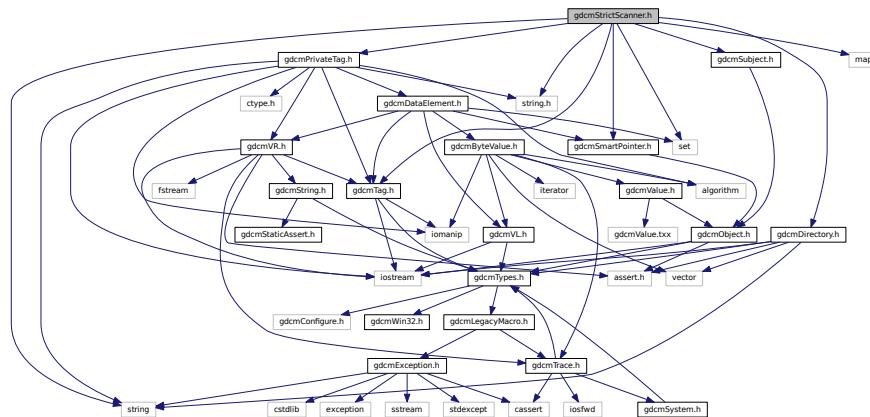 gdcmStrictScanner.h
gdcmPrivateTag.h
gdcmSubject.h
map
ctype.h
gdcmDataElement.h
string.h
gdcmVR.h
gdcmByteValue.h
gdcmSmartPointer.h
set
fstream
gdcmString.h
gdcmTag.h
iterator
gdcmValue.h
algorithm
gdcmStaticAssert.h
iomanip
gdcmVL.h
gdcmValue.txx
gdcmObject.h
gdcmDirectory.h
iostream
gdcmTypes.h
assert.h
vector
gdcmConfigure.h
gdcmWin32.h
gdcmLegacyMacro.h
gdcmException.h
gdcmTrace.h
string
cstdlib
exception
sstream
stdexcept
cassert
iosfwd
gdcmSystem.h